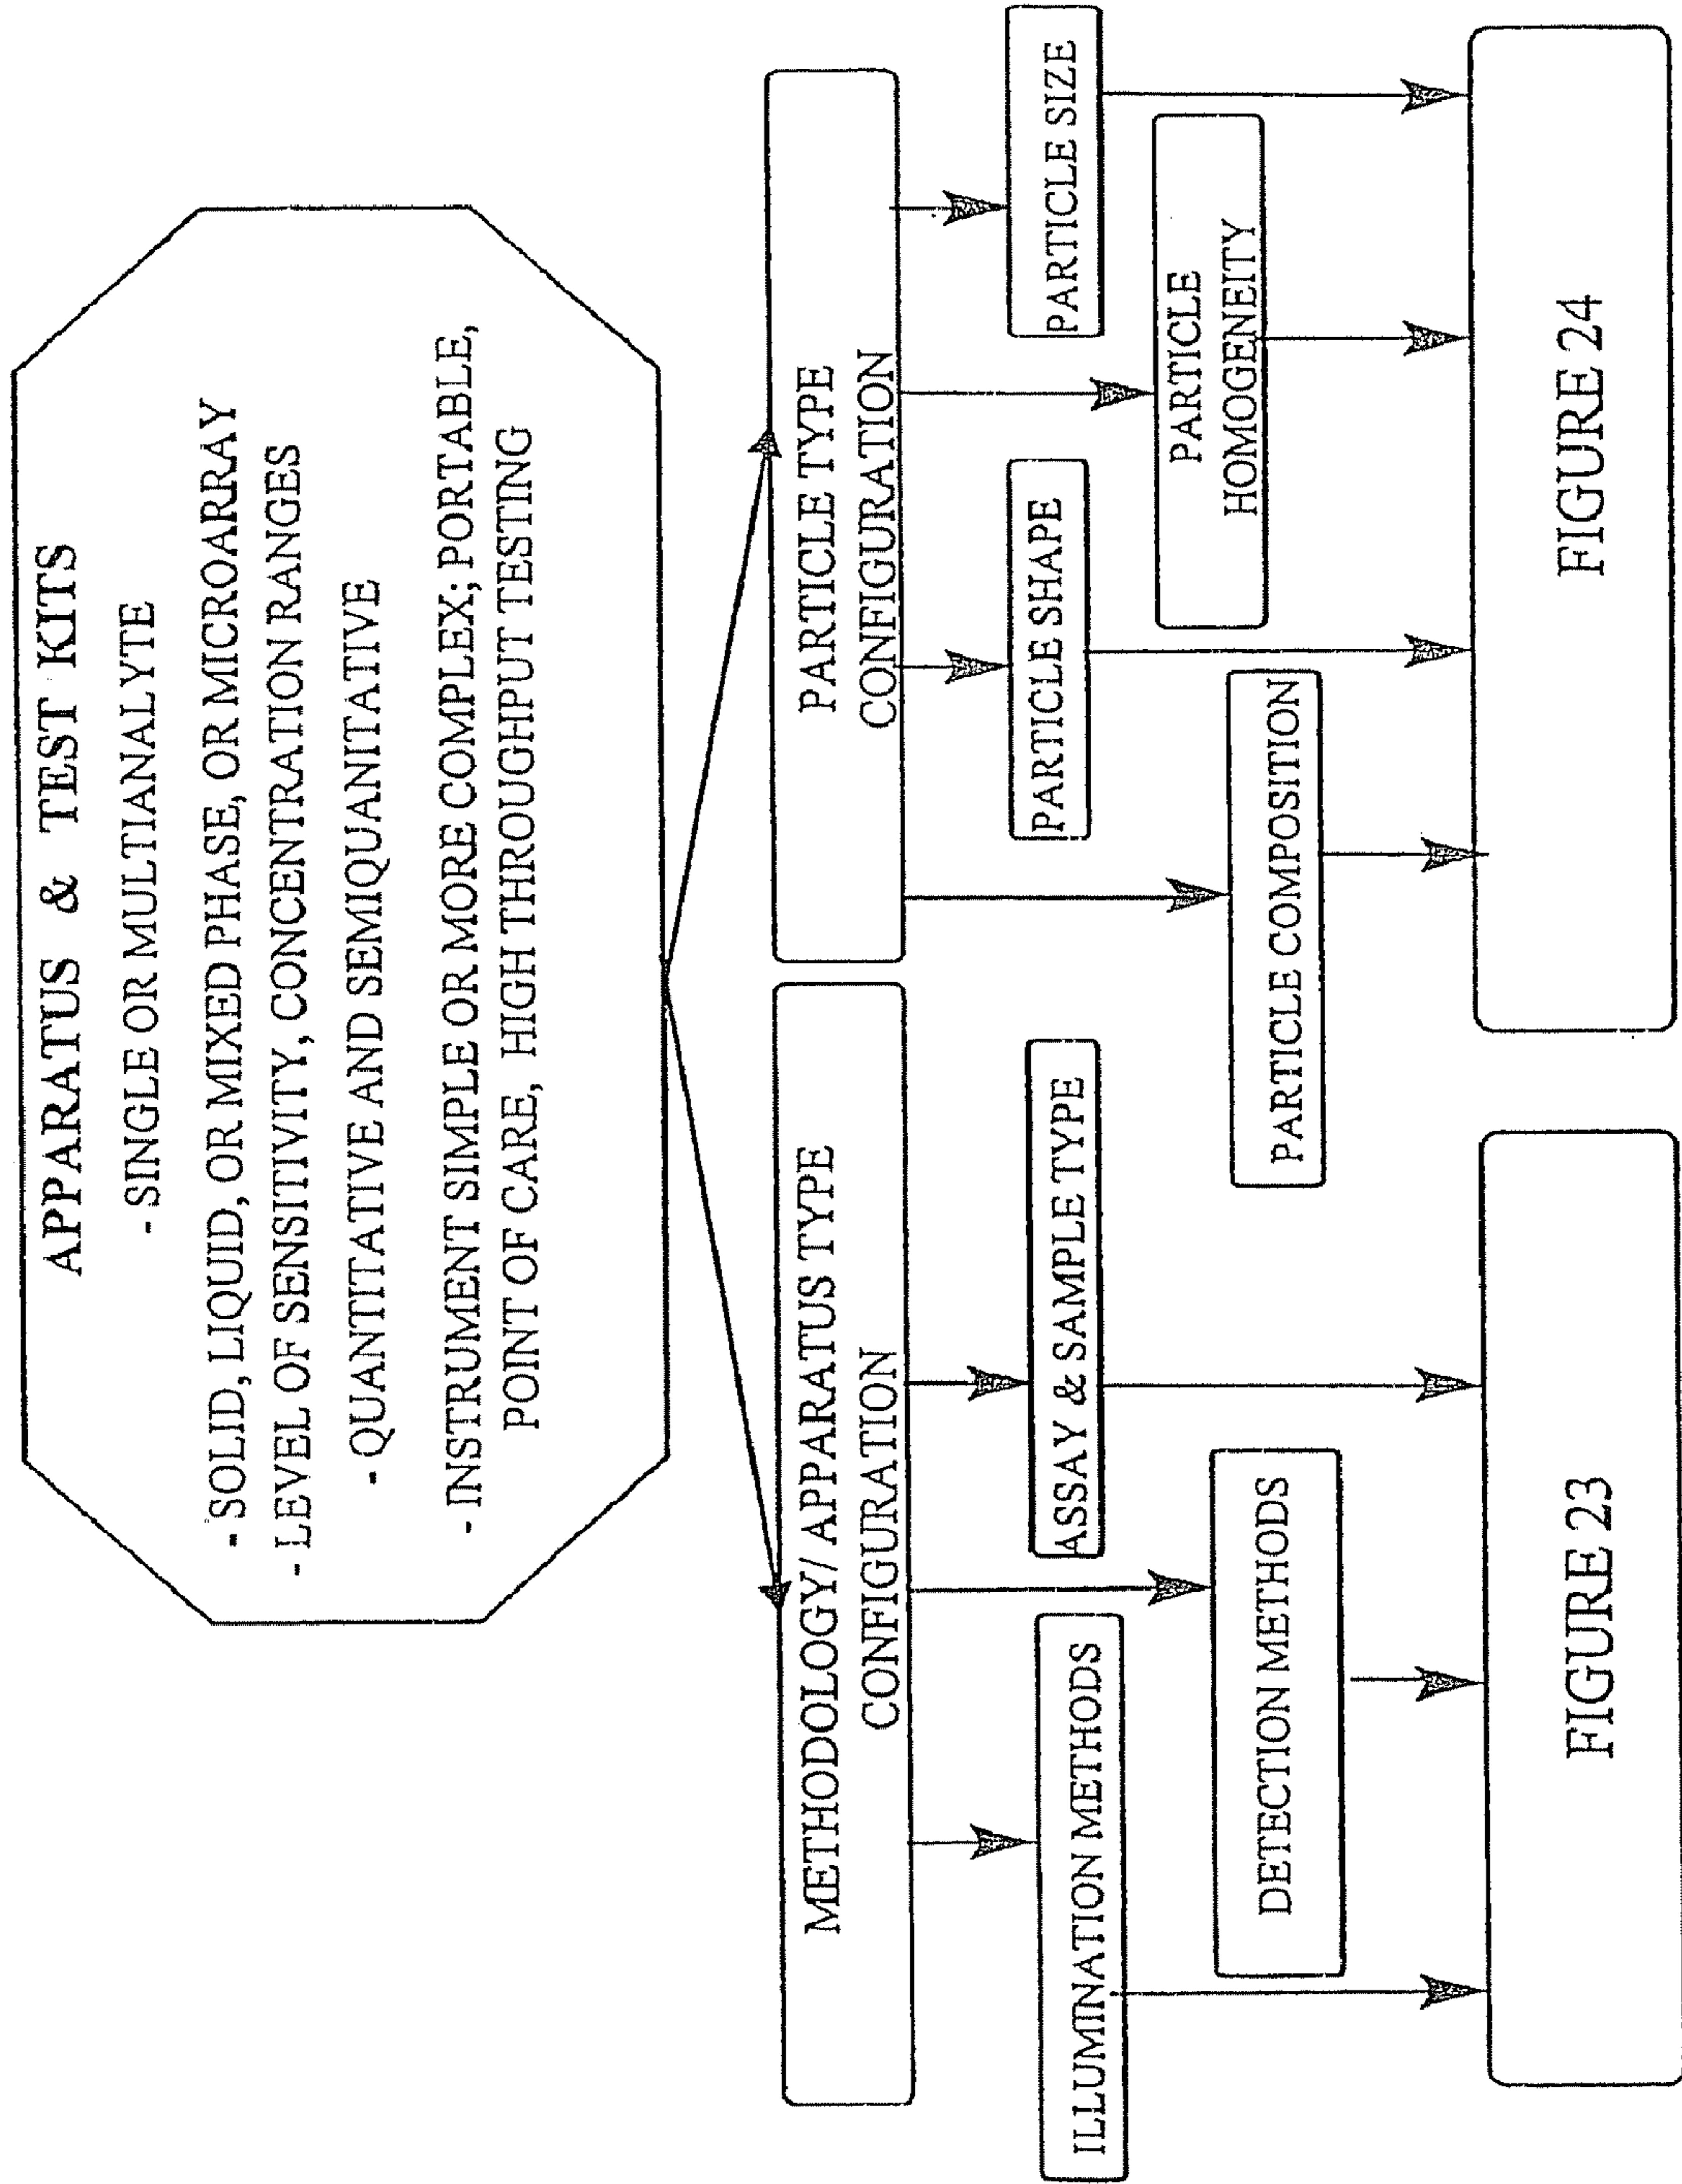 APPARATUS & TEST KITS
- SINGLE OR MULTIANALYTE
- SOLID, LIQUID, OR MIXED PHASE, OR MICROARRAY
- LEVEL OF SENSITIVITY, CONCENTRATION RANGES
- QUANTITATIVE AND SEMIQUANITATIVE
- INSTRUMENT SIMPLE OR MORE COMPLEX; PORTABLE,
POINT OF CARE, HIGH THROUGHPUT TESTING
METHODOLOGY/ APPARATUS TYPE
CONFIGURATION
PARTICLE TYPE
CONFIGURATION
ILLUMINATION METHODS
ASSAY & SAMPLE TYPE
DETECTION METHODS
PARTICLE SHAPE
PARTICLE SIZE
PARTICLE COMPOSITION
PARTICLE
HOMOGENEITY
FIGURE 23
FIGURE 24